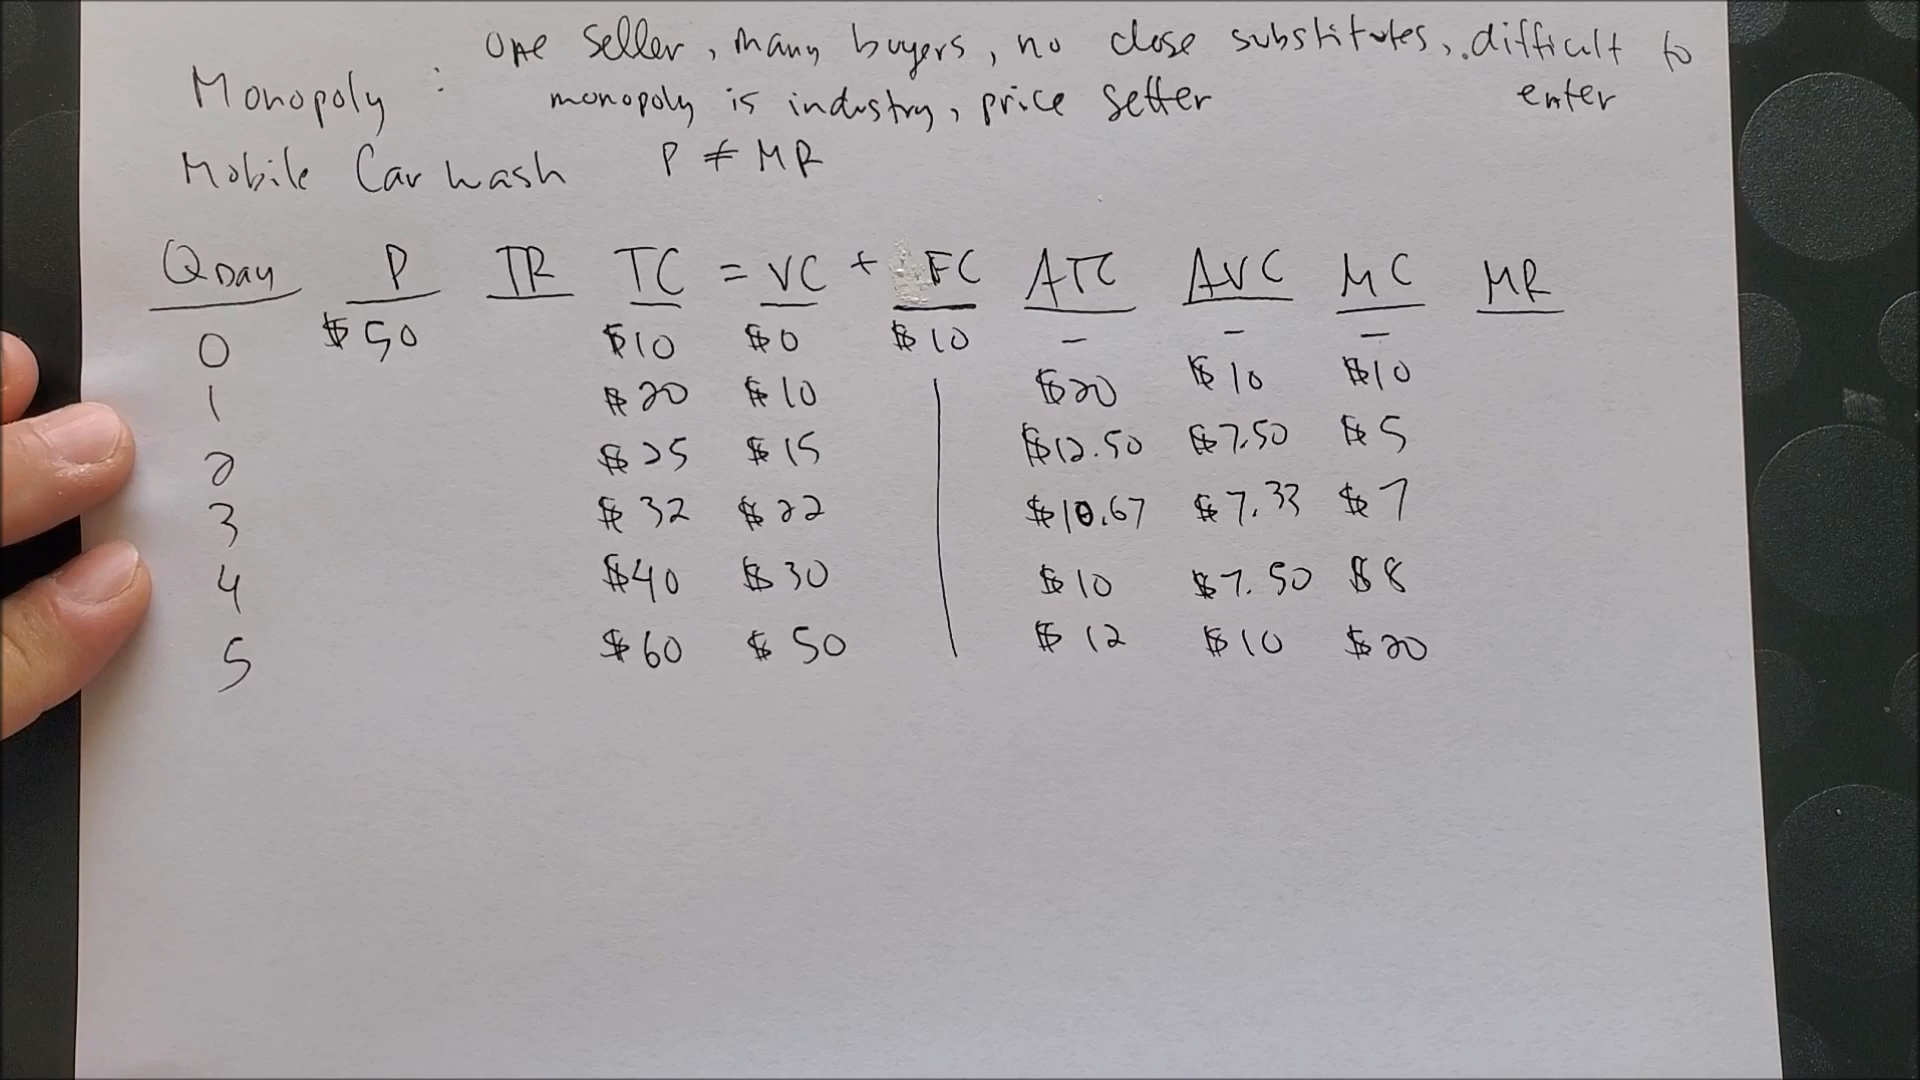 one seller, many buyers, no close substitutes, difficult to enter
Monopoly : monopoly is industry, price setter
Mobile Car wash P ≠ MR
QDay P TR TC = VC + FC ATC AVC MC MR
0 $50 $10 $0 $10 - - -
1 $20 $10 $20 $10 $10
2 $25 $15 $12.50 $7.50 $5
3 $32 $22 $10.67 $7.33 $7
4 $40 $30 $10 $7.50 $8
5 $60 $50 $12 $10 $20